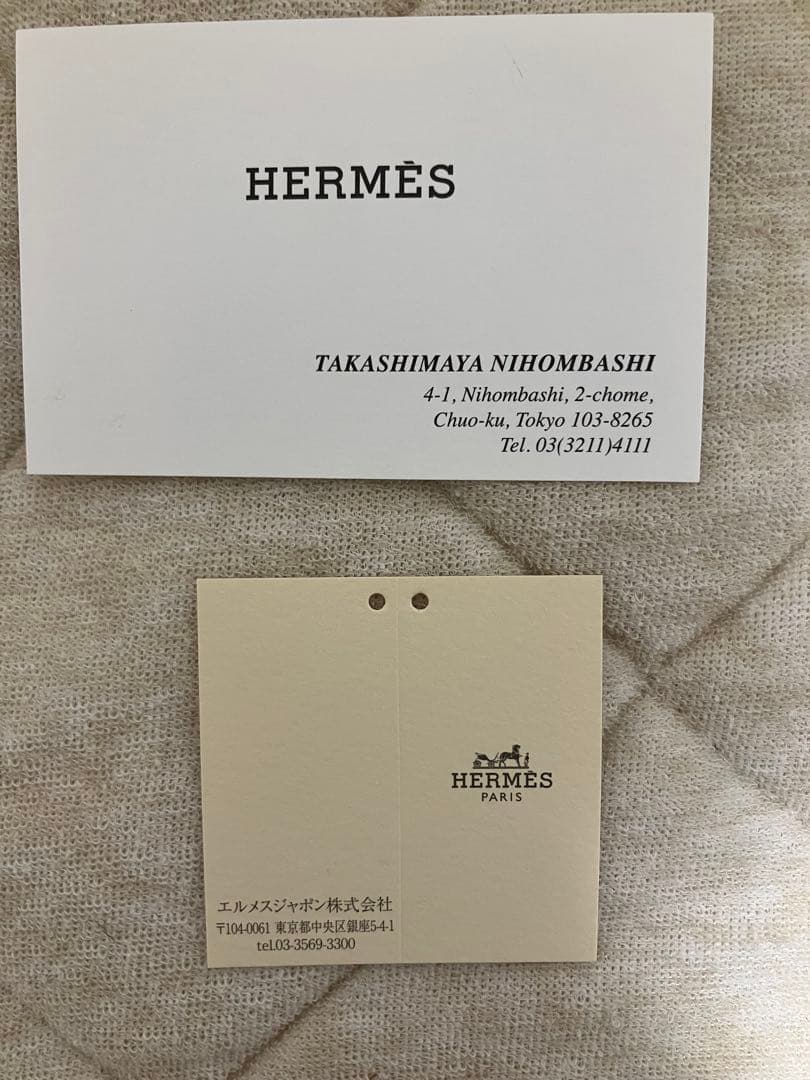 HERMÈS
TAKASHIMAYA NIHOMBASHI
4-1, Nihombashi, 2-chome,
Chuo-ku, Tokyo 103-8265
Tel. 03(3211)4111
HERMÈS
PARIS
エルメスジャポン株式会社
〒104-0061 東京都中央区銀座5-4-1
tel.03-3569-3300